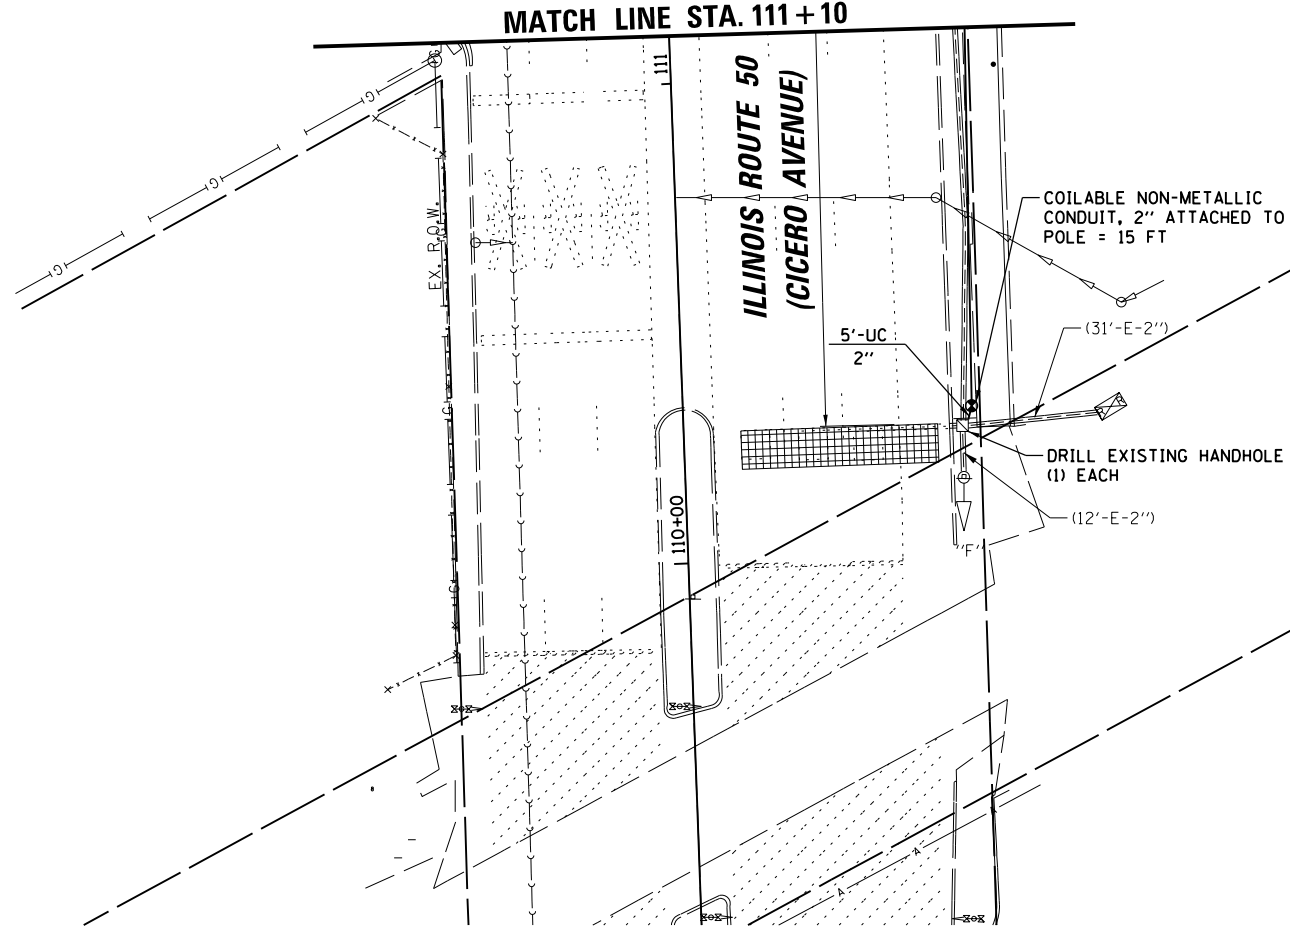 MATCH LINE STA. 111+10
111
ILLINOIS ROUTE 50
(CICERO AVENUE)
EX. R.O.W.
G
G
G
COILABLE NON-METALLIC
CONDUIT, 2'' ATTACHED TO
POLE = 15 FT
(31'-E-2'')
5'-UC
2''
DRILL EXISTING HANDHOLE
(1) EACH
(12'-E-2'')
"F"
110+00
A
A